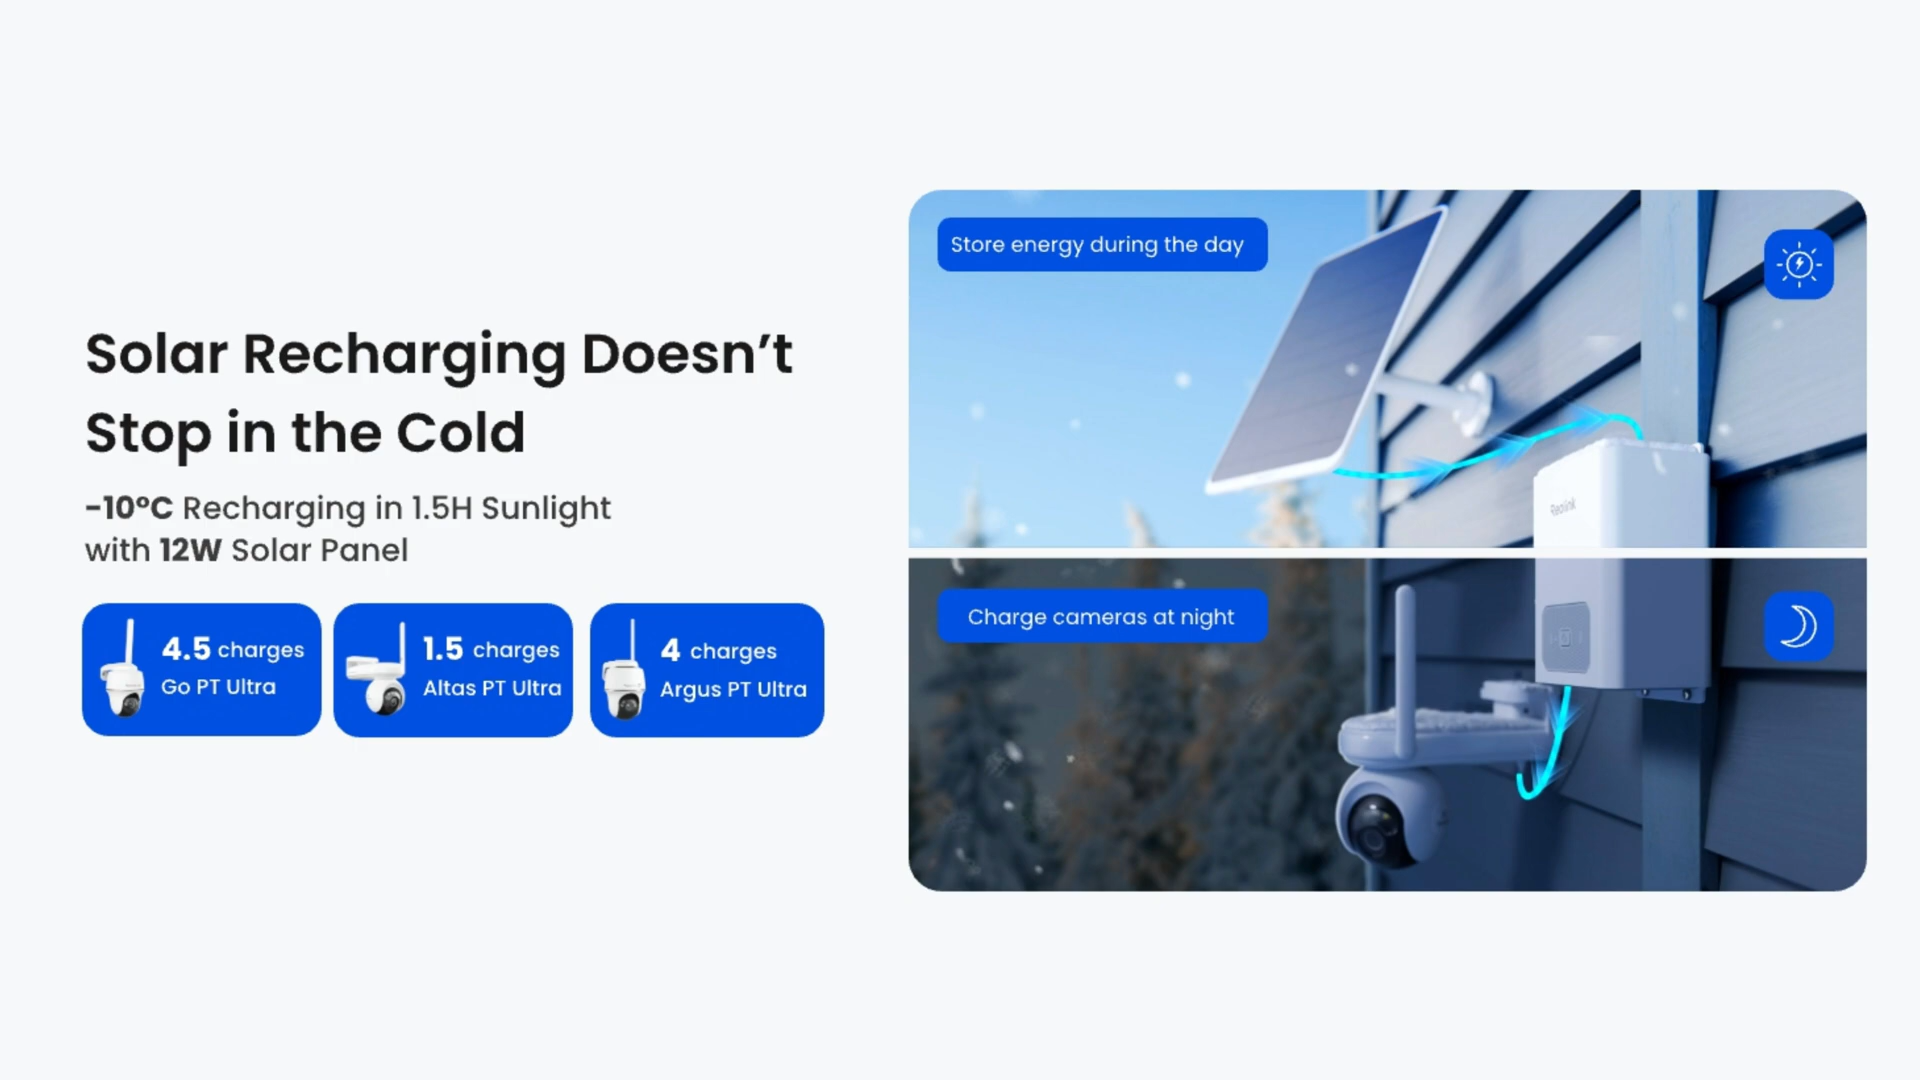 Solar Recharging Doesn’t
Stop in the Cold
-10°C Recharging in 1.5H Sunlight
with 12W Solar Panel
4.5 charges
Go PT Ultra
1.5 charges
Altas PT Ultra
4 charges
Argus PT Ultra
Store energy during the day
Reolink
Charge cameras at night